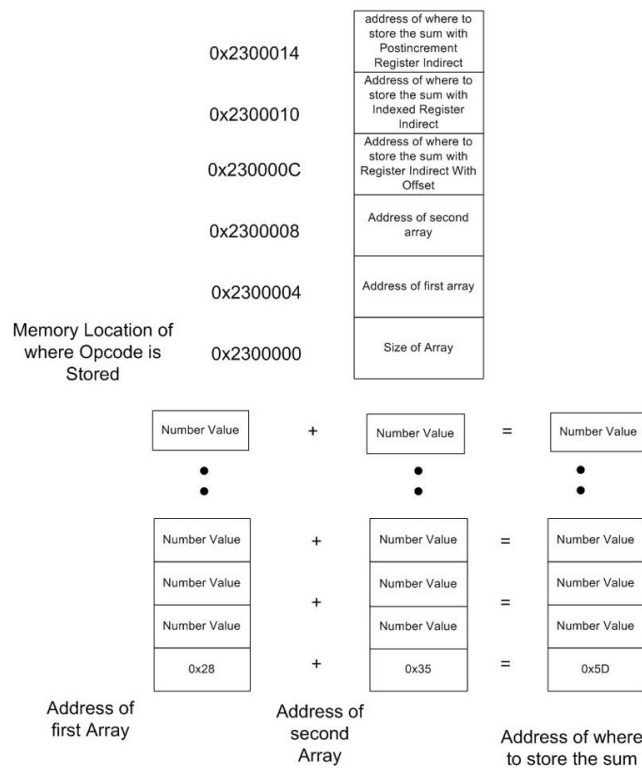 0x2300014
address of where to
store the sum with
Postincrement
Register Indirect
0x2300010
Address of where to
store the sum with
Indexed Register
Indirect
0x230000C
Address of where to
store the sum with
Register Indirect With
Offset
0x2300008
Address of second
array
0x2300004
Address of first array
Memory Location of
where Opcode is
Stored
0x2300000
Size of Array
Number Value + Number Value = Number Value
Number Value + Number Value = Number Value
Number Value Number Value Number Value
+ =
Number Value Number Value Number Value
0x28 + 0x35 = 0x5D
Address of
first Array
Address of
second
Array
Address of where
to store the sum